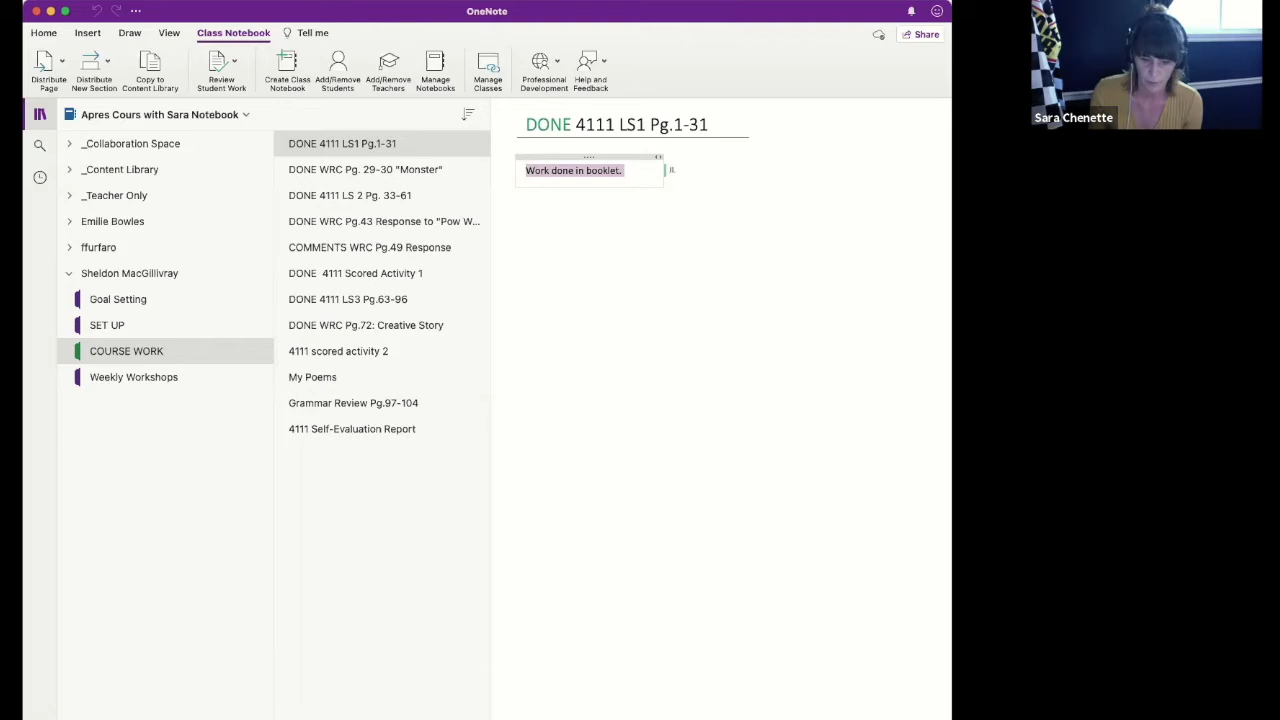 OneNote
Home Insert Draw View Class Notebook Tell me
Share
Distribute Page
Distribute New Section
Copy to Content Library
Review Student Work
Create Class Notebook
Add/Remove Students
Add/Remove Teachers
Manage Notebooks
Manage Classes
Professional Development
Help and Feedback
Apres Cours with Sara Notebook
_Collaboration Space
_Content Library
_Teacher Only
Emilie Bowles
ffurfaro
Sheldon MacGillivray
Goal Setting
SET UP
COURSE WORK
Weekly Workshops
DONE 4111 LS1 Pg.1-31
DONE WRC Pg. 29-30 "Monster"
DONE 4111 LS 2 Pg. 33-61
DONE WRC Pg.43 Response to "Pow W...
COMMENTS WRC Pg.49 Response
DONE 4111 Scored Activity 1
DONE 4111 LS3 Pg.63-96
DONE WRC Pg.72: Creative Story
4111 scored activity 2
My Poems
Grammar Review Pg.97-104
4111 Self-Evaluation Report
DONE 4111 LS1 Pg.1-31
Work done in booklet.
Sara Chenette